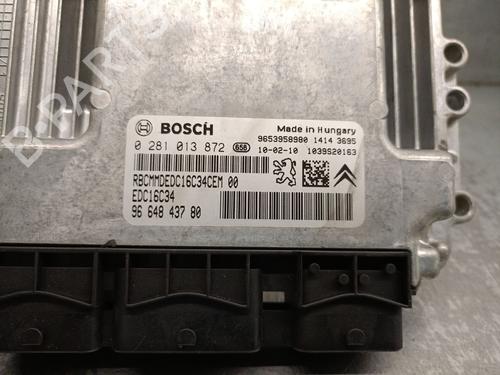 BOSCH
Made in Hungary
0 281 013 872 658
9653958980 1414 3695
10-02-10 1039S20163
RBCMMDEDC16C34CEM 00
EDC16C34
96 648 437 80
B-PARTS